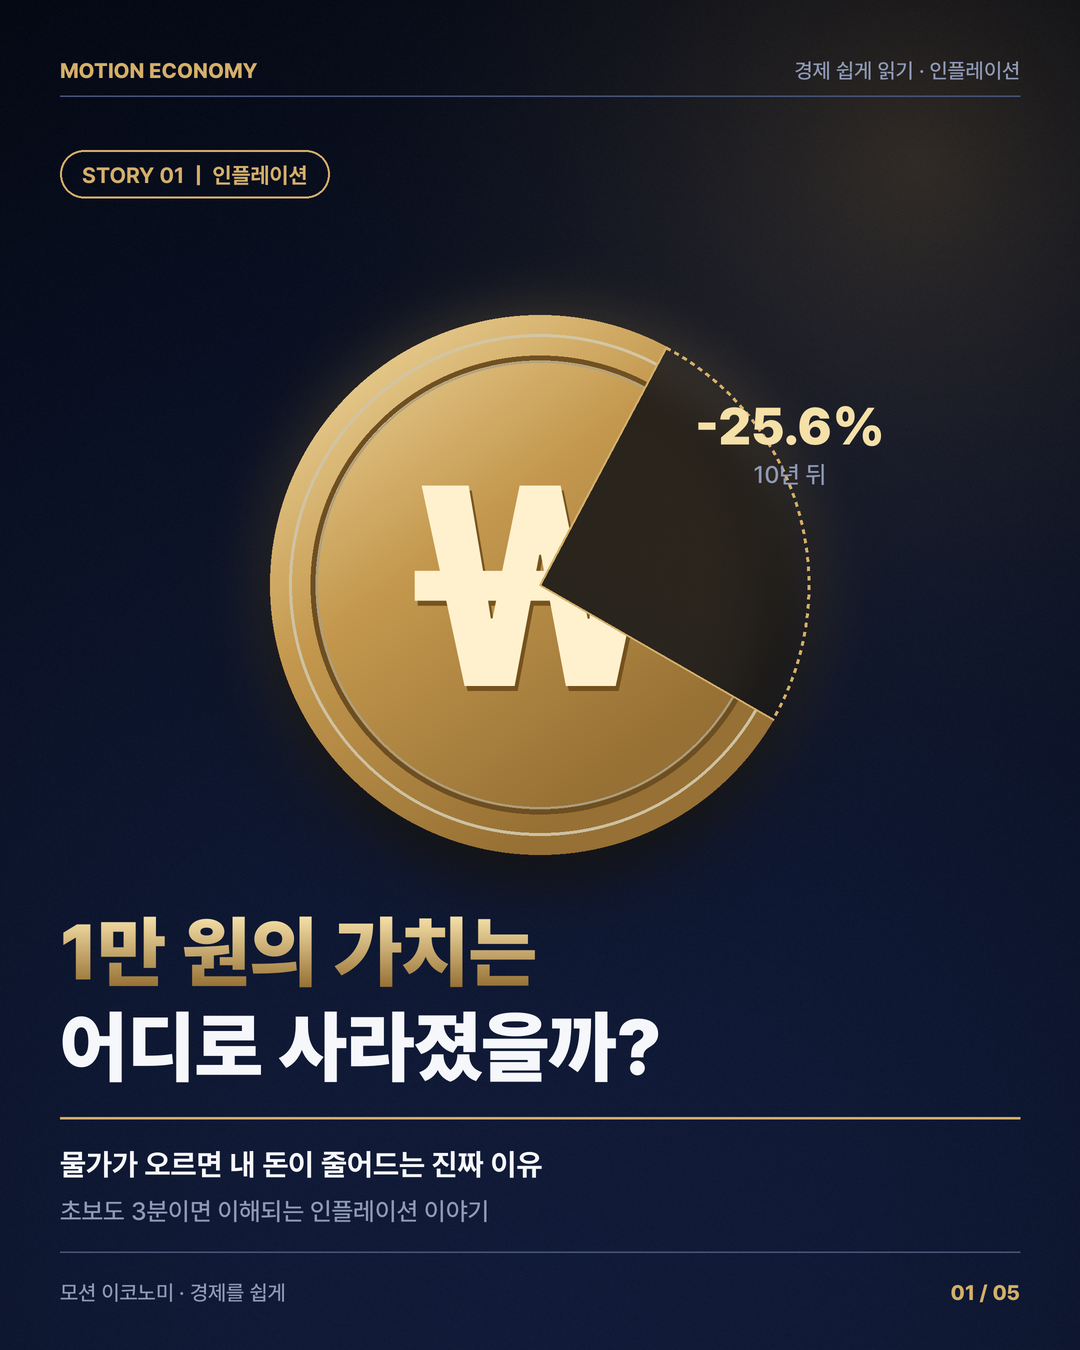 MOTION ECONOMY
경제 쉽게 읽기 · 인플레이션
STORY 01 | 인플레이션
-25.6%
10년 뒤
₩
1만 원의 가치는
어디로 사라졌을까?
물가가 오르면 내 돈이 줄어드는 진짜 이유
초보도 3분이면 이해되는 인플레이션 이야기
모션 이코노미 · 경제를 쉽게
01 / 05